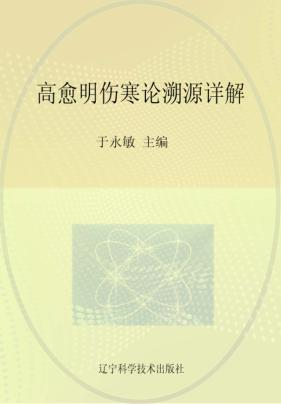 高愈明伤寒论溯源详解
于永敏 主编
辽宁科学技术出版社